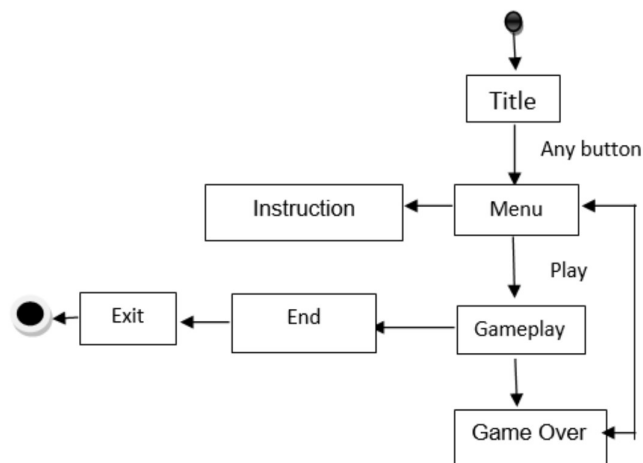 Title
Any button
Instruction
Menu
Play
Exit
End
Gameplay
Game Over